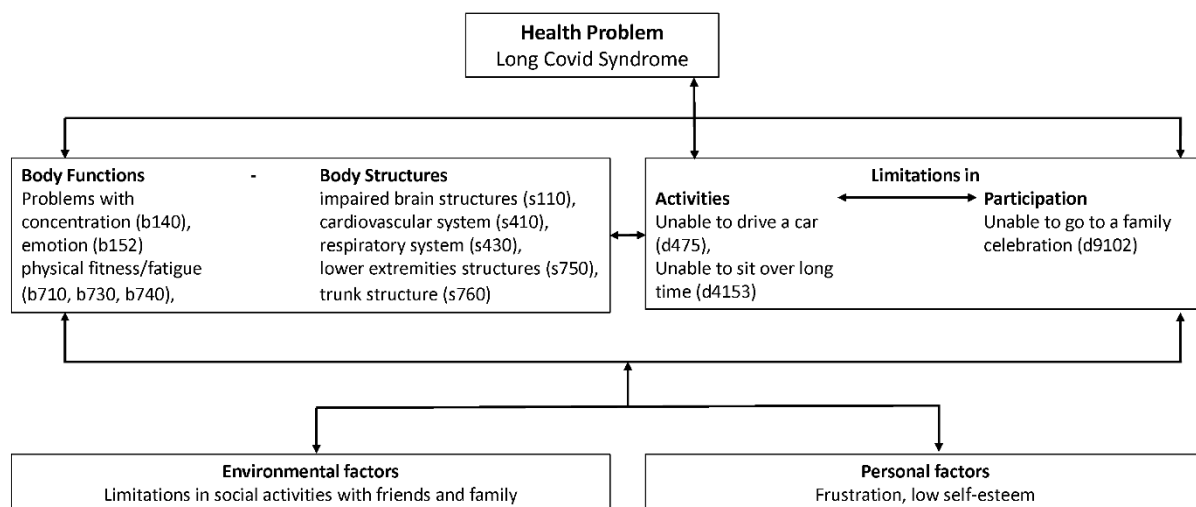 Health Problem
Long Covid Syndrome
Body Functions - Body Structures
Problems with
concentration (b140),
emotion (b152)
physical fitness/fatigue
(b710, b730, b740),
impaired brain structures (s110),
cardiovascular system (s410),
respiratory system (s430),
lower extremities structures (s750),
trunk structure (s760)
Limitations in
Activities
Unable to drive a car
(d475),
Unable to sit over long
time (d4153)
Participation
Unable to go to a family
celebration (d9102)
Environmental factors
Limitations in social activities with friends and family
Personal factors
Frustration, low self-esteem